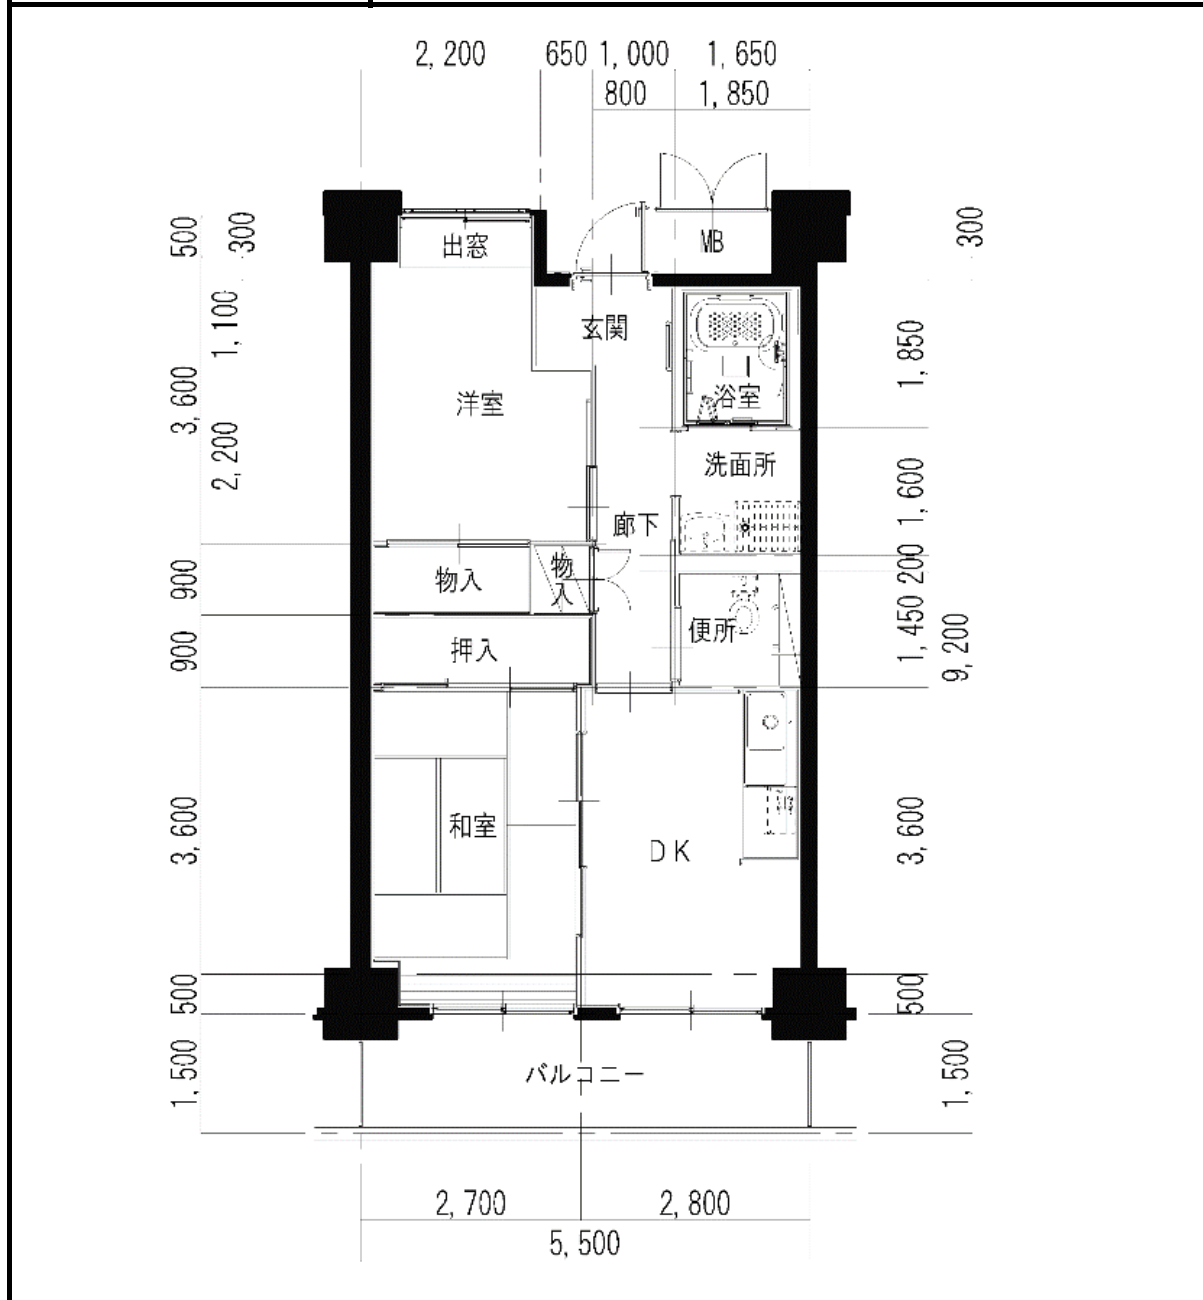 2,200 650 1,000 1,650
800 1,850
500 300 出窓 MB 300
1,100 玄関 1,850
3,600 洋室 浴室
2,200 洗面所 1,600
廊下
900 物入 物入 200
900 押入 便所 1,450 9,200
3,600 和室 DK 3,600
500 500
1,500 バルコニー 1,500
2,700 2,800
5,500